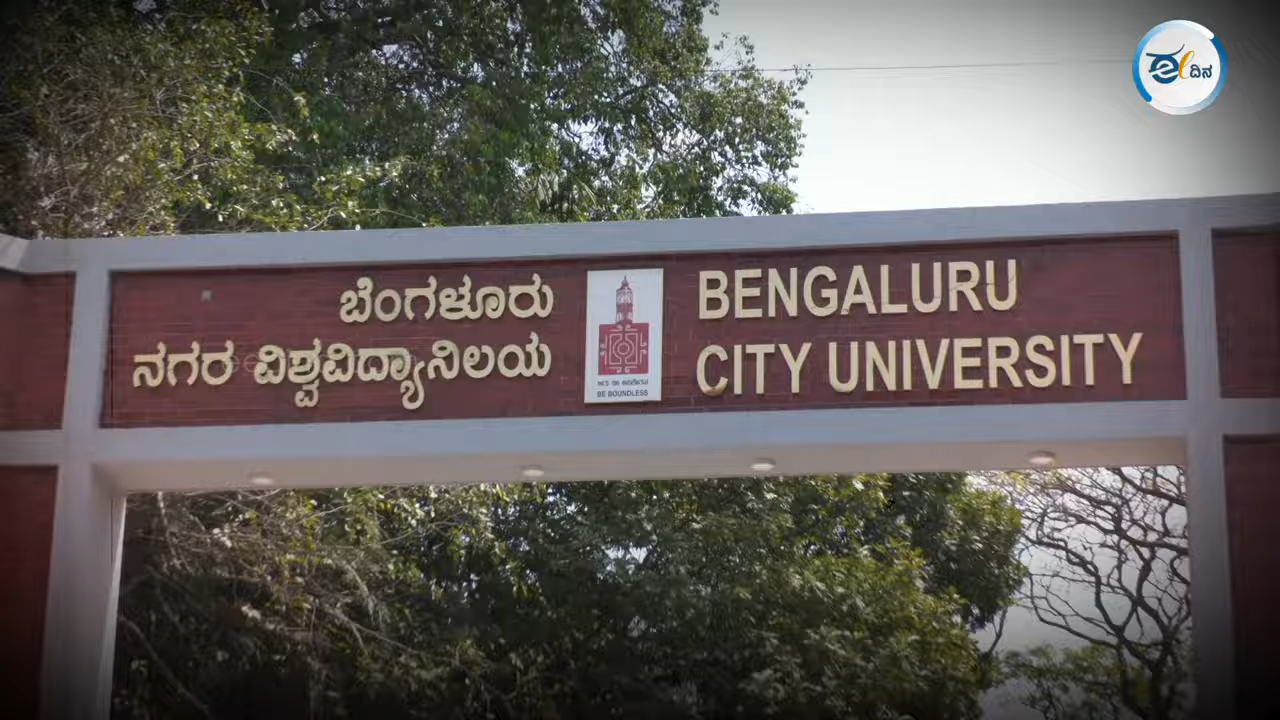 ಬೆಂಗಳೂರು
ನಗರ ವಿಶ್ವವಿದ್ಯಾನಿಲಯ
BENGALURU
CITY UNIVERSITY
BE BOUNDLESS
ದಿನ